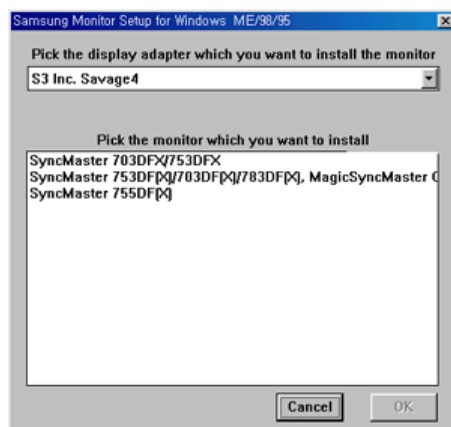 Samsung Monitor Setup for Windows ME/98/95
Pick the display adapter which you want to install the monitor
S3 Inc. Savage4
Pick the monitor which you want to install
SyncMaster 703DFX/753DFX
SyncMaster 753DF[X]/703DF[X]/783DF[X], MagicSyncMaster
SyncMaster 755DF[X]
Cancel
OK